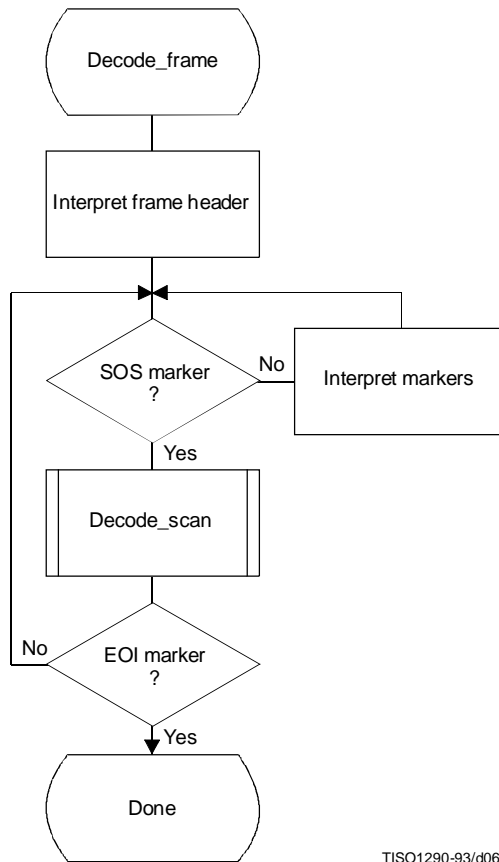 Decode_frame
Interpret frame header
SOS marker
?
No
Interpret markers
Yes
Decode_scan
No
EOI marker
?
Yes
Done
TISO1290-93/d06